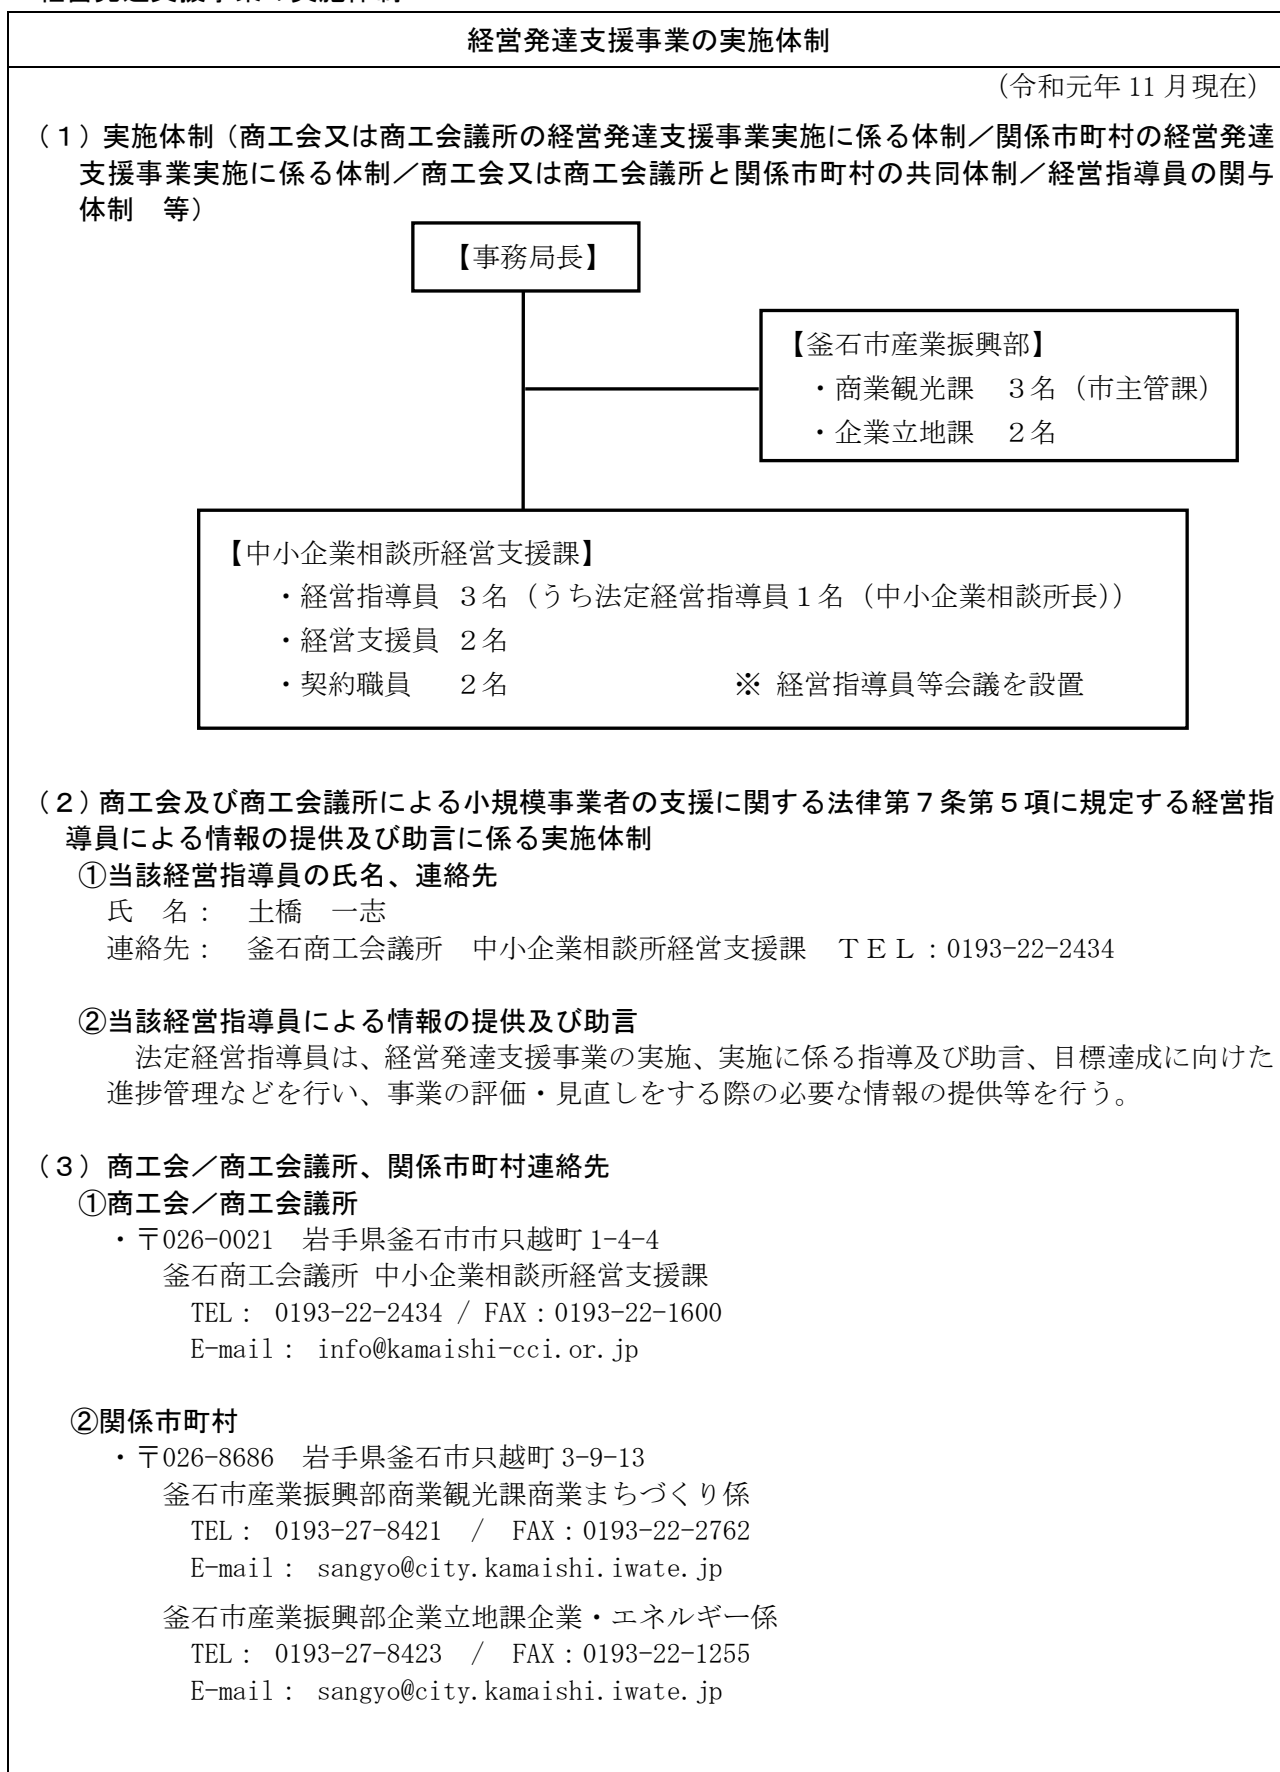 経営発達支援事業の実施体制
経営発達支援事業の実施体制
（令和元年 11 月現在）
（１）実施体制（商工会又は商工会議所の経営発達支援事業実施に係る体制／関係市町村の経営発達
支援事業実施に係る体制／商工会又は商工会議所と関係市町村の共同体制／経営指導員の関与
体制　等）
【事務局長】
【釜石市産業振興部】
・商業観光課　３名（市主管課）
・企業立地課　２名
【中小企業相談所経営支援課】
・経営指導員 ３名（うち法定経営指導員１名（中小企業相談所長））
・経営支援員 ２名
・契約職員　２名　※ 経営指導員等会議を設置
（２）商工会及び商工会議所による小規模事業者の支援に関する法律第７条第５項に規定する経営指
導員による情報の提供及び助言に係る実施体制
①当該経営指導員の氏名、連絡先
氏　名：　土橋　一志
連絡先：　釜石商工会議所　中小企業相談所経営支援課　ＴＥＬ：0193-22-2434
②当該経営指導員による情報の提供及び助言
法定経営指導員は、経営発達支援事業の実施、実施に係る指導及び助言、目標達成に向けた
進捗管理などを行い、事業の評価・見直しをする際の必要な情報の提供等を行う。
（３）商工会／商工会議所、関係市町村連絡先
①商工会／商工会議所
・〒026-0021　岩手県釜石市市只越町 1-4-4
釜石商工会議所 中小企業相談所経営支援課
TEL： 0193-22-2434 / FAX：0193-22-1600
E-mail： info@kamaishi-cci.or.jp
②関係市町村
・〒026-8686　岩手県釜石市只越町 3-9-13
釜石市産業振興部商業観光課商業まちづくり係
TEL： 0193-27-8421　/　FAX：0193-22-2762
E-mail： sangyo@city.kamaishi.iwate.jp
釜石市産業振興部企業立地課企業・エネルギー係
TEL： 0193-27-8423　/　FAX：0193-22-1255
E-mail： sangyo@city.kamaishi.iwate.jp